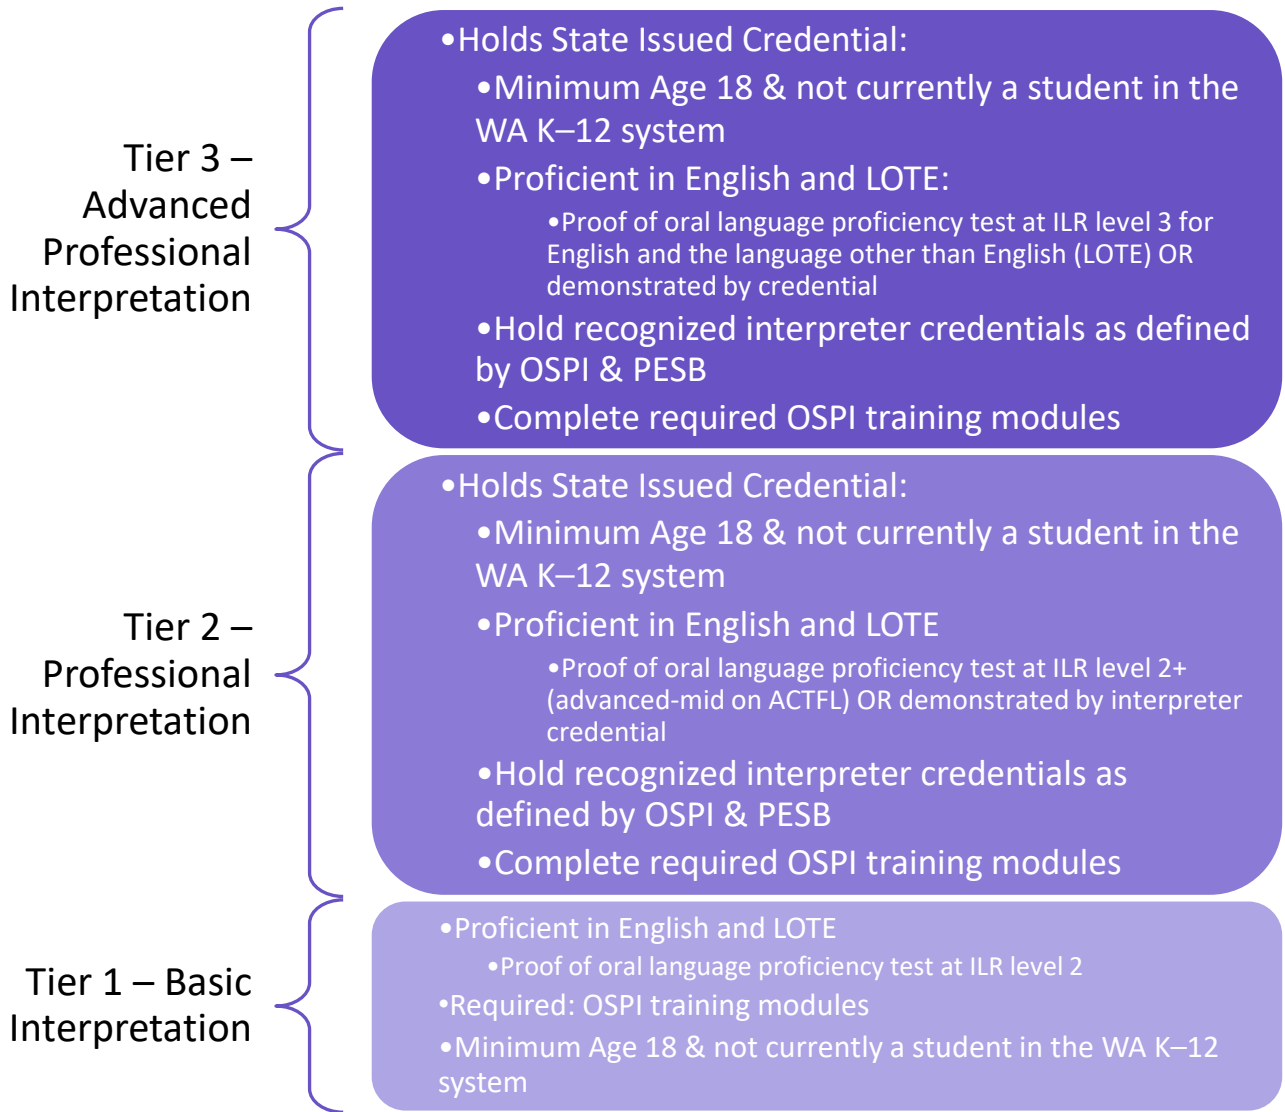 Tier 3 –
Advanced
Professional
Interpretation
•Holds State Issued Credential:
•Minimum Age 18 & not currently a student in the
WA K–12 system
•Proficient in English and LOTE:
•Proof of oral language proficiency test at ILR level 3 for
English and the language other than English (LOTE) OR
demonstrated by credential
•Hold recognized interpreter credentials as defined
by OSPI & PESB
•Complete required OSPI training modules
Tier 2 –
Professional
Interpretation
•Holds State Issued Credential:
•Minimum Age 18 & not currently a student in the
WA K–12 system
•Proficient in English and LOTE
•Proof of oral language proficiency test at ILR level 2+
(advanced-mid on ACTFL) OR demonstrated by interpreter
credential
•Hold recognized interpreter credentials as
defined by OSPI & PESB
•Complete required OSPI training modules
Tier 1 – Basic
Interpretation
•Proficient in English and LOTE
•Proof of oral language proficiency test at ILR level 2
•Required: OSPI training modules
•Minimum Age 18 & not currently a student in the WA K–12
system